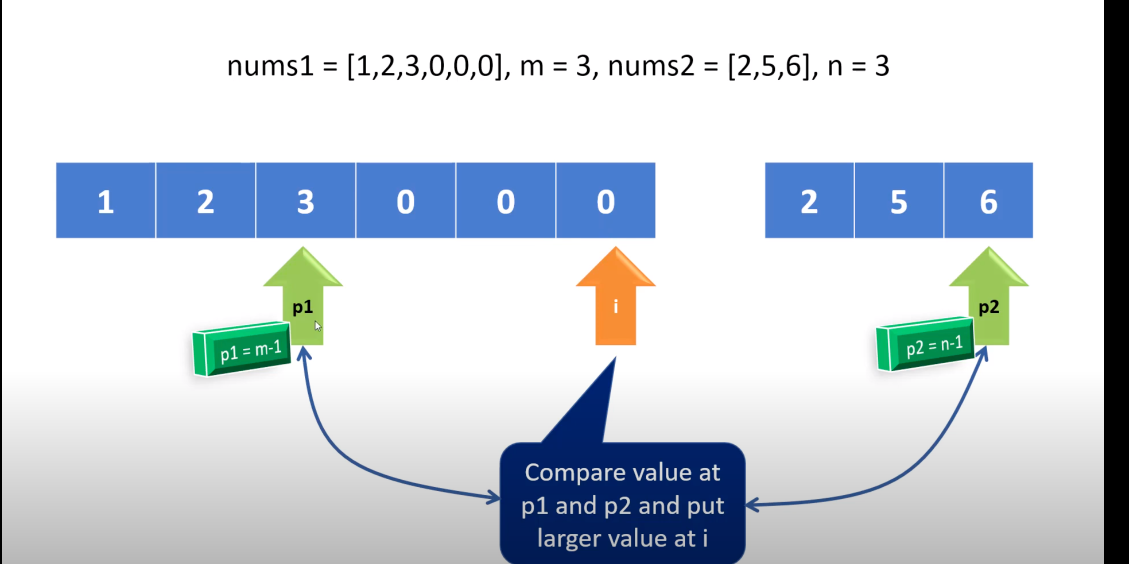 nums1 = [1,2,3,0,0,0], m = 3, nums2 = [2,5,6], n = 3
1 2 3 0 0 0
2 5 6
p1
i
p2
p1 = m-1
p2 = n-1
Compare value at
p1 and p2 and put
larger value at i